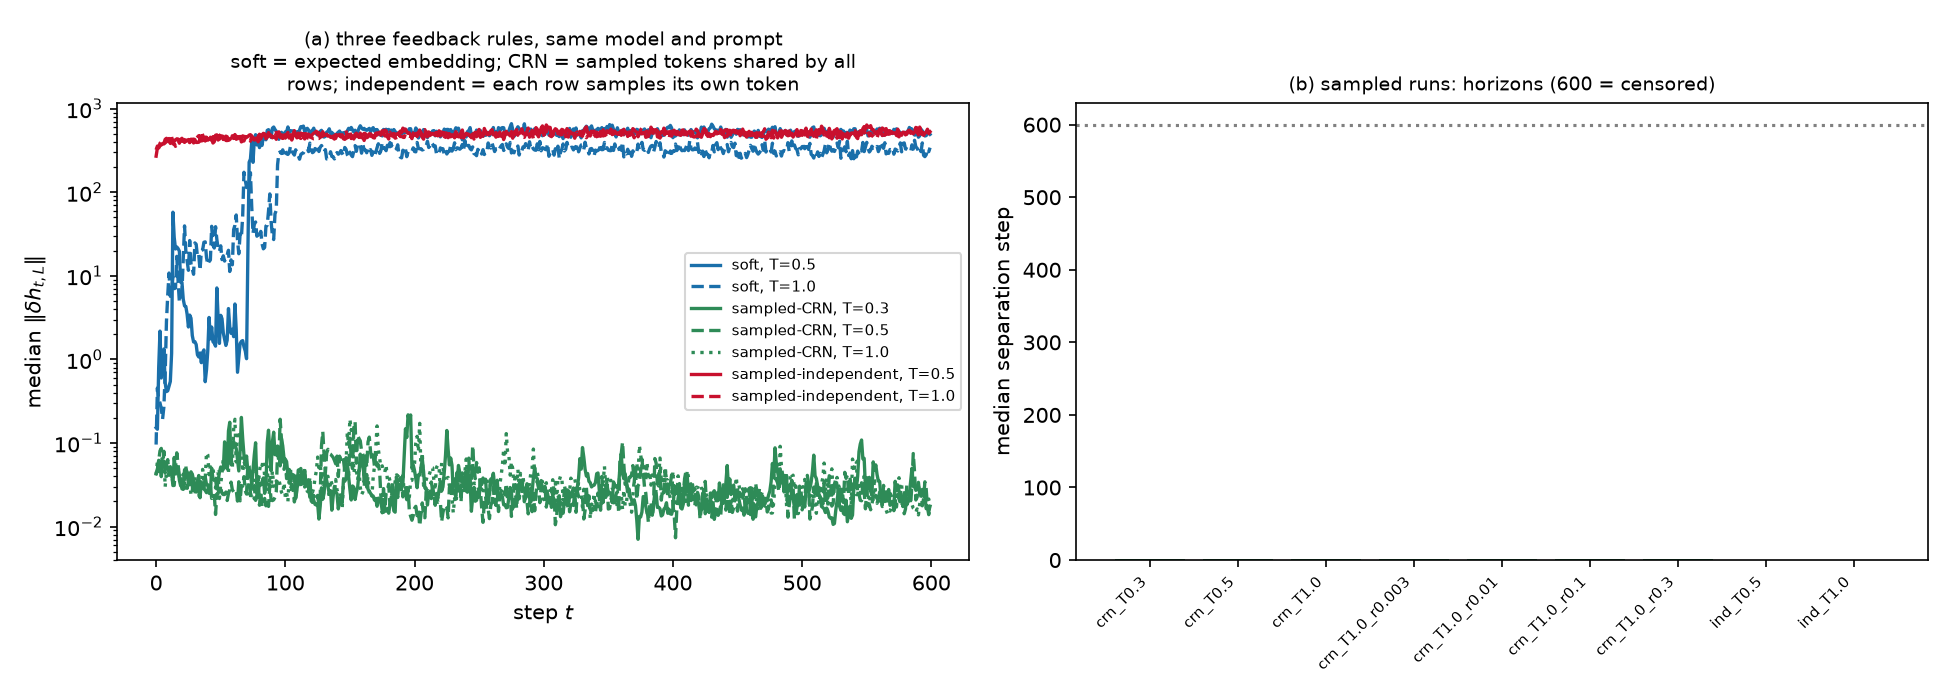 (a) three feedback rules, same model and prompt
soft = expected embedding; CRN = sampled tokens shared by all
rows; independent = each row samples its own token
10³
10²
10¹
10⁰
10⁻¹
10⁻²
median ‖δh_{t,L}‖
0 100 200 300 400 500 600
step t
soft, T=0.5
soft, T=1.0
sampled-CRN, T=0.3
sampled-CRN, T=0.5
sampled-CRN, T=1.0
sampled-independent, T=0.5
sampled-independent, T=1.0
(b) sampled runs: horizons (600 = censored)
600
500
400
300
200
100
0
median separation step
crn_T0.3
crn_T0.5
crn_T1.0
crn_T1.0_r0.003
crn_T1.0_r0.01
crn_T1.0_r0.1
crn_T1.0_r0.3
ind_T0.5
ind_T1.0